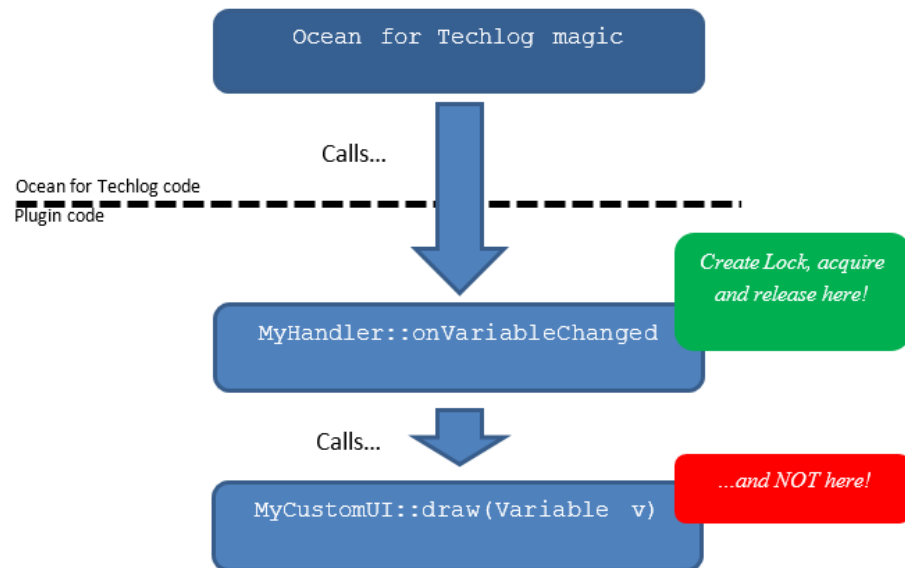 Ocean for Techlog magic
Calls...
Ocean for Techlog code
Plugin code
Create Lock, acquire
and release here!
MyHandler::onVariableChanged
Calls...
...and NOT here!
MyCustomUI::draw(Variable v)